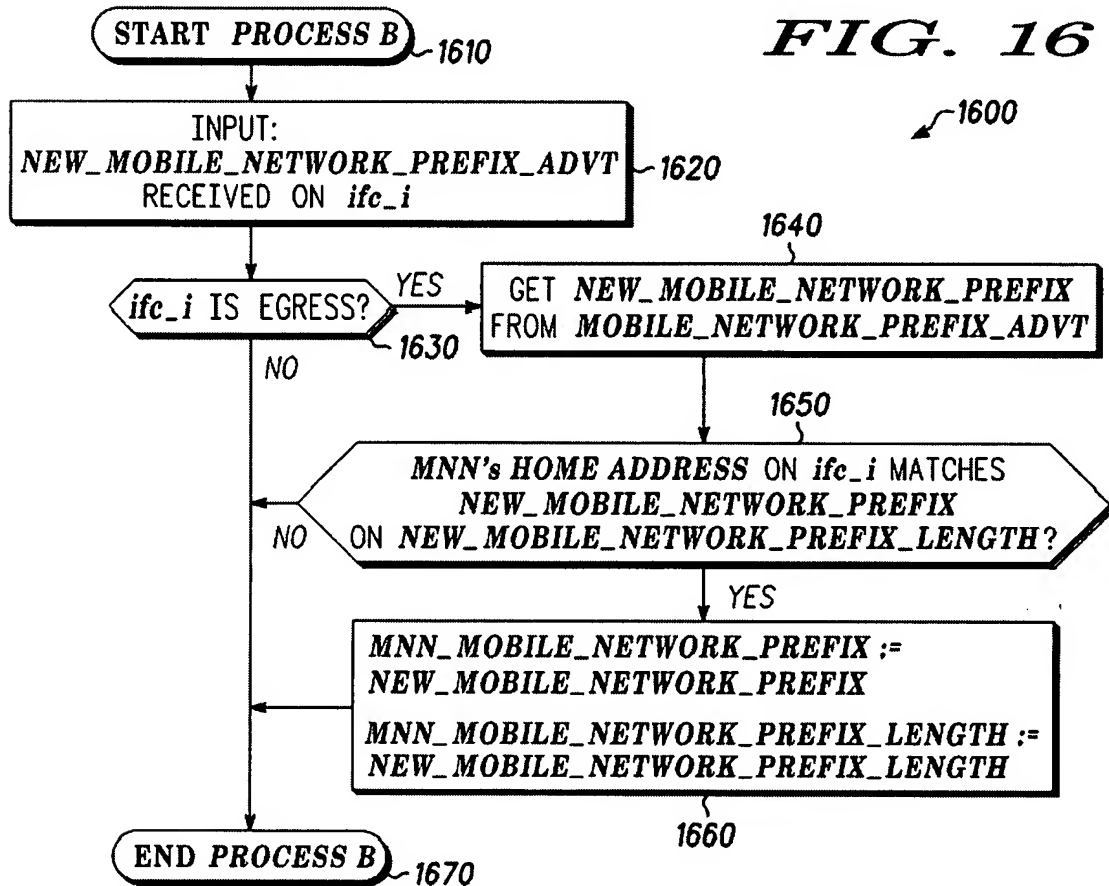 FIG. 16
START PROCESS B
1610
1600
INPUT:
NEW_MOBILE_NETWORK_PREFIX_ADVT
RECEIVED ON ifc_i
1620
ifc_i IS EGRESS?
1630
YES
NO
1640
GET NEW_MOBILE_NETWORK_PREFIX
FROM MOBILE_NETWORK_PREFIX_ADVT
1650
MNN's HOME ADDRESS ON ifc_i MATCHES
NEW_MOBILE_NETWORK_PREFIX
ON NEW_MOBILE_NETWORK_PREFIX_LENGTH?
NO
YES
MNN_MOBILE_NETWORK_PREFIX :=
NEW_MOBILE_NETWORK_PREFIX
MNN_MOBILE_NETWORK_PREFIX_LENGTH :=
NEW_MOBILE_NETWORK_PREFIX_LENGTH
1660
END PROCESS B
1670